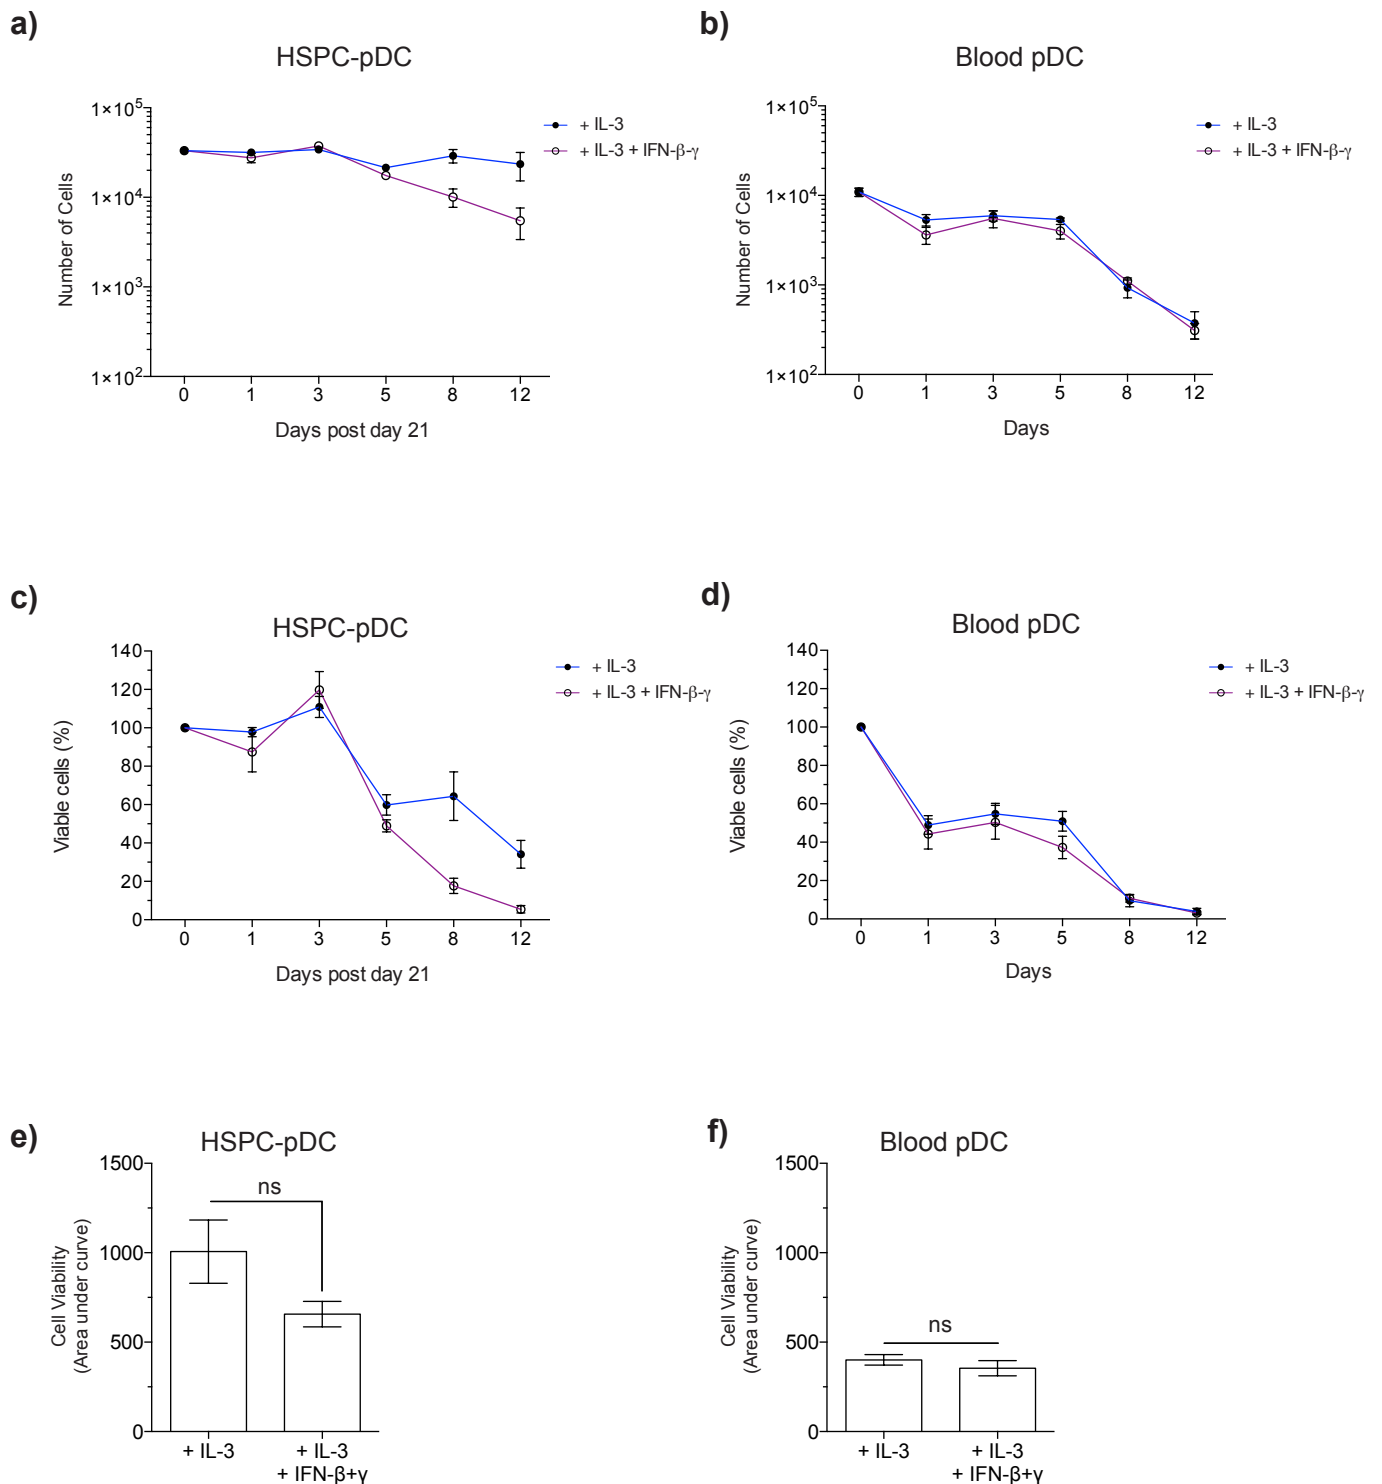 a)
HSPC-pDC
1×10⁵
1×10⁴
1×10³
1×10²
Number of Cells
0 1 3 5 8 12
Days post day 21
+ IL-3
+ IL-3 + IFN-β-γ
b)
Blood pDC
1×10⁵
1×10⁴
1×10³
1×10²
Number of Cells
0 1 3 5 8 12
Days
+ IL-3
+ IL-3 + IFN-β-γ
c)
HSPC-pDC
140
120
100
80
60
40
20
0
Viable cells (%)
0 1 3 5 8 12
Days post day 21
+ IL-3
+ IL-3 + IFN-β-γ
d)
Blood pDC
140
120
100
80
60
40
20
0
Viable cells (%)
0 1 3 5 8 12
Days
+ IL-3
+ IL-3 + IFN-β-γ
e)
HSPC-pDC
1500
1000
500
0
Cell Viability
(Area under curve)
ns
+ IL-3 + IL-3
+ IFN-β+γ
f)
Blood pDC
1500
1000
500
0
Cell Viability
(Area under curve)
ns
+ IL-3 + IL-3
+ IFN-β+γ